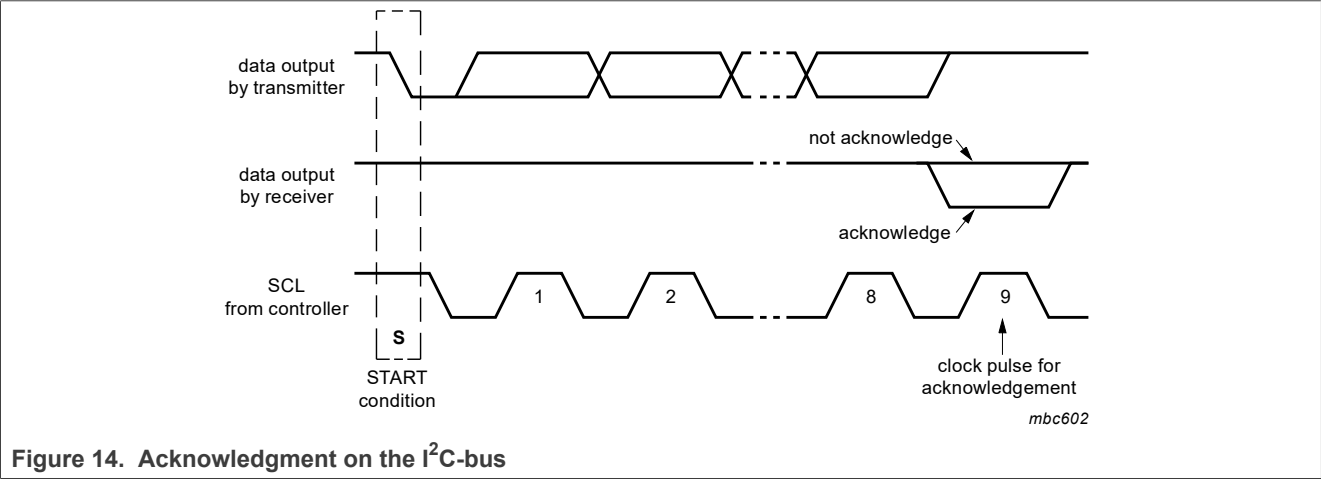 data output
by transmitter
not acknowledge
data output
by receiver
acknowledge
SCL
from controller
1
2
8
9
S
START
condition
clock pulse for
acknowledgement
mbc602
Figure 14. Acknowledgment on the I²C-bus